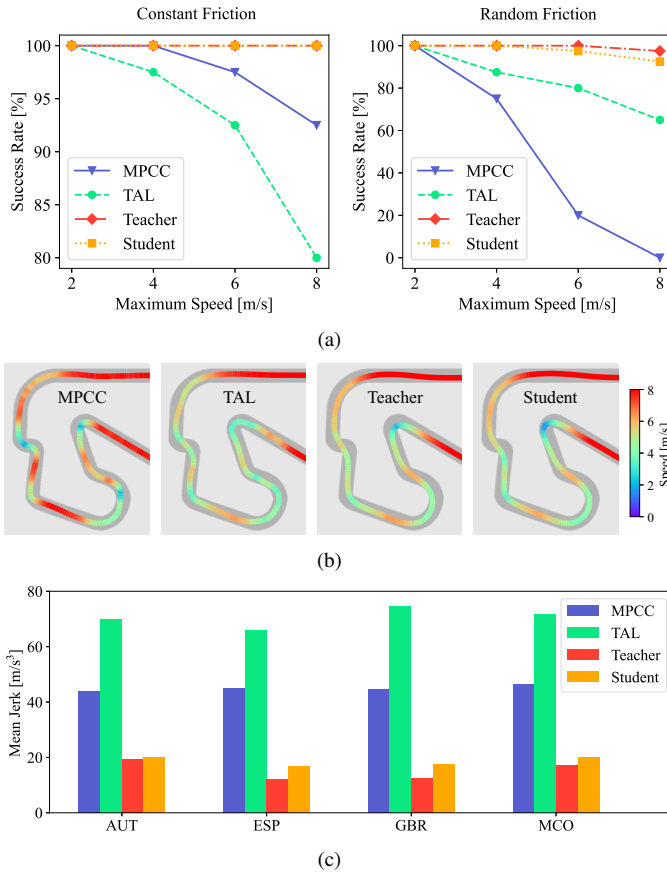 Constant Friction
Random Friction
Success Rate [%]
100
95
90
85
80
MPCC
TAL
Teacher
Student
2 4 6 8
Maximum Speed [m/s]
Success Rate [%]
100
80
60
40
20
0
MPCC
TAL
Teacher
Student
2 4 6 8
Maximum Speed [m/s]
(a)
MPCC
TAL
Teacher
Student
8
6
4
2
0
Speed [m/s]
(b)
Mean Jerk [m/s³]
80
60
40
20
0
MPCC
TAL
Teacher
Student
AUT ESP GBR MCO
(c)